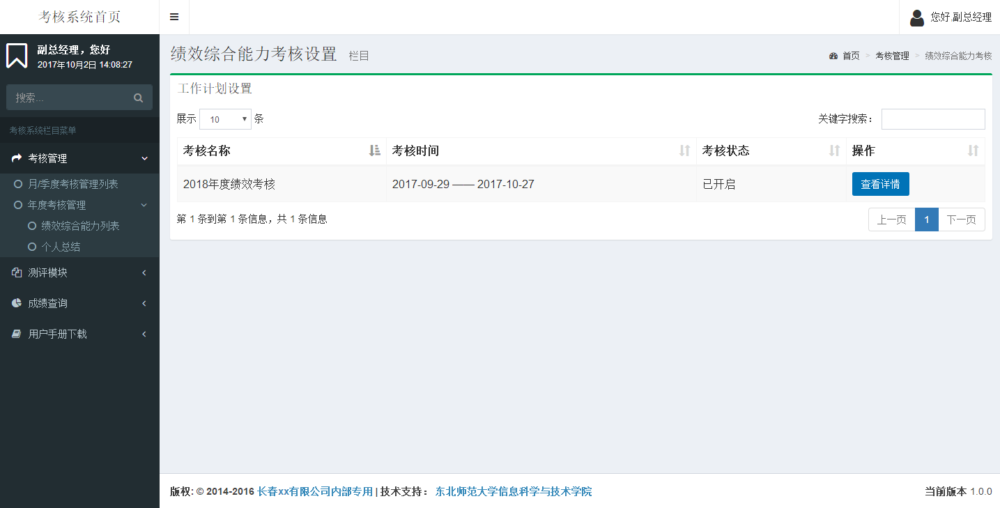 考核系统首页
您好,副总经理
副总经理，您好
2017年10月2日 14:08:27
搜索...
考核系统栏目菜单
考核管理
月/季度考核管理列表
年度考核管理
绩效综合能力列表
个人总结
测评模块
成绩查询
用户手册下载
绩效综合能力考核设置 栏目
首页 > 考核管理 > 绩效综合能力考核
工作计划设置
展示 10 条
关键字搜索：
考核名称 考核时间 考核状态 操作
2018年度绩效考核 2017-09-29 —— 2017-10-27 已开启 查看详情
第 1 条到第 1 条信息，共 1 条信息
上一页 1 下一页
版权: © 2014-2016 长春xx有限公司内部专用 | 技术支持： 东北师范大学信息科学与技术学院
当前版本 1.0.0